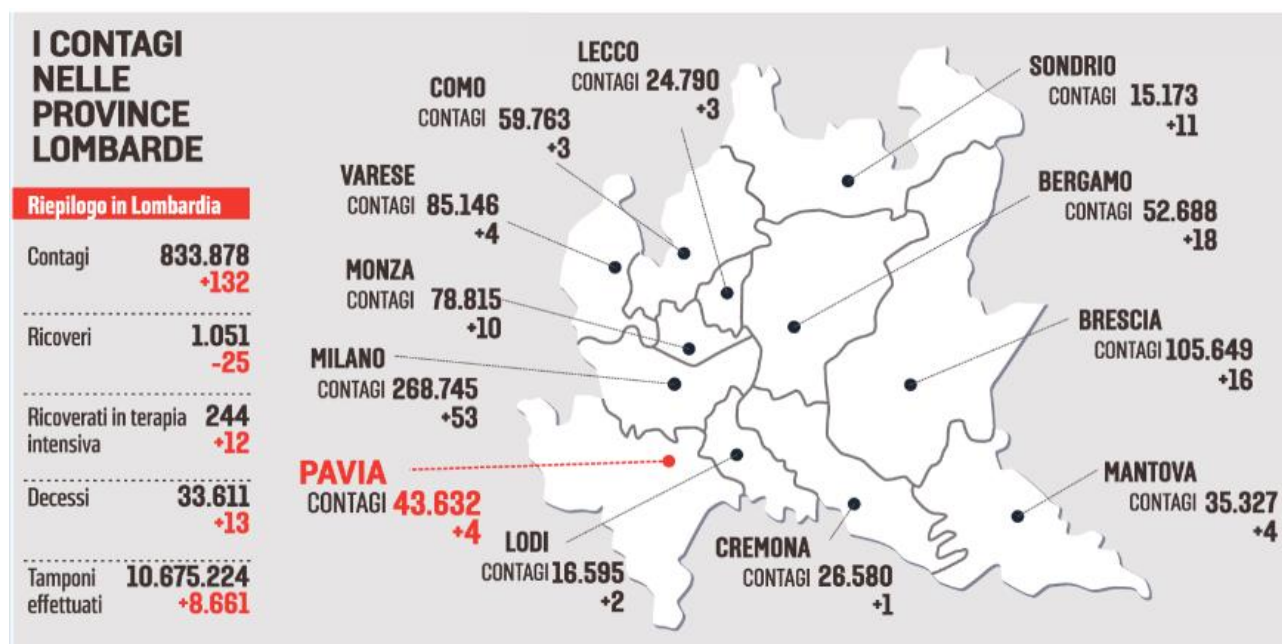 I CONTAGI
NELLE
PROVINCE
LOMBARDE
Riepilogo in Lombardia
Contagi 833.878
+132
Ricoveri 1.051
-25
Ricoverati in terapia 244
intensiva +12
Decessi 33.611
+13
Tamponi 10.675.224
effettuati +8.661
LECCO
CONTAGI 24.790
+3
COMO
CONTAGI 59.763
+3
VARESE
CONTAGI 85.146
+4
MONZA
CONTAGI 78.815
+10
MILANO
CONTAGI 268.745
+53
PAVIA
CONTAGI 43.632
+4
LODI
CONTAGI 16.595
+2
CREMONA
CONTAGI 26.580
+1
SONDRIO
CONTAGI 15.173
+11
BERGAMO
CONTAGI 52.688
+18
BRESCIA
CONTAGI 105.649
+16
MANTOVA
CONTAGI 35.327
+4